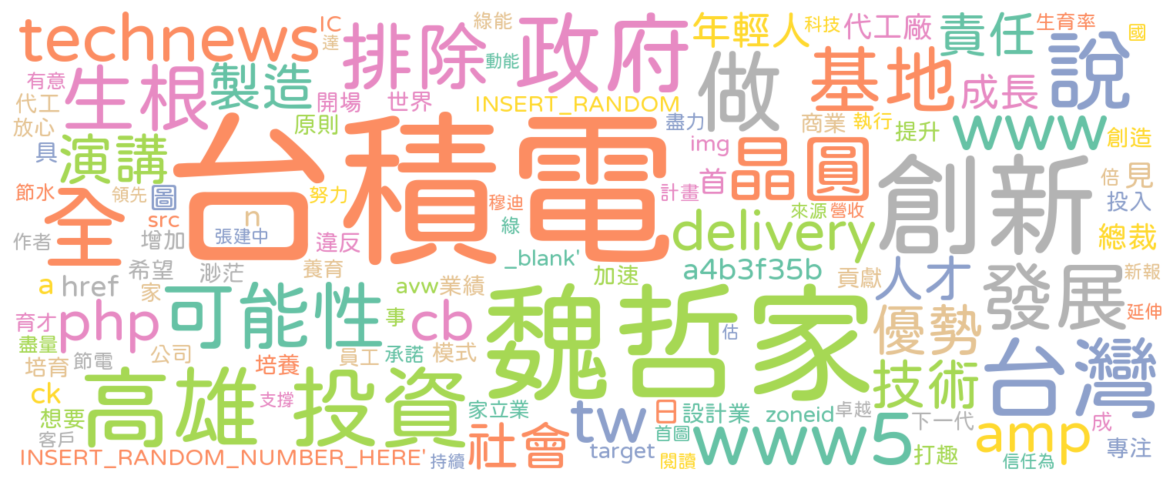 technews IC 達 綠能 動能 排除 政府 年輕人 科技 代工廠 責任 生育率 國
有意 生根 製造 開場 世界 INSERT_RANDOM 做 基地 成長 說
代工 放心 具 演講 原則 盡力 img 商業 執行 提升 www 創造
節水 全 領先 圖 台積電 努力 穆迪 計畫 首 晶圓 創新 倍 見 投入
作者 src 增加 n 張建中 違反 綠 _blank' delivery 來源 營收 總裁
a href 希望 渺茫 養育 加速 a4b3f35b 貢獻 人才 發展 新報
育才 php 家 可能性 avw 業績 事 cb 魏哲家 估 優勢 延伸
盡量 培育 節電 公司 培養 員工 承諾 模式 技術 台灣
ck 想要 客戶 高雄 支撐 投資 家立業 tw 日 設計業 首圖 zoneid 卓越 下一代 amp 成
INSERT_RANDOM_NUMBER_HERE' 持續 社會 target 閱讀 www5 打趣 信任為 專注